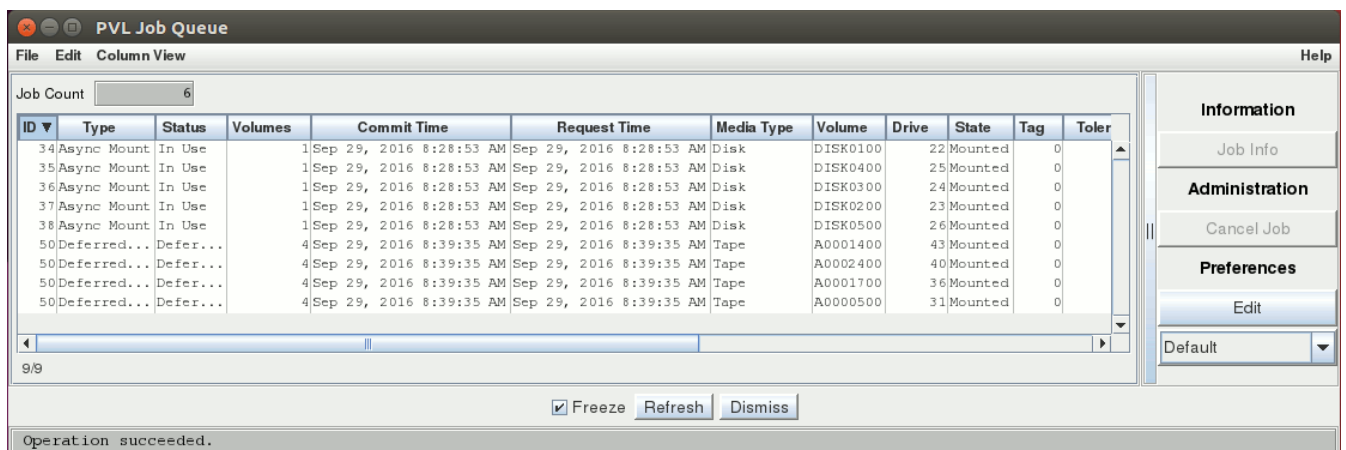 PVL Job Queue
File Edit Column View Help
Job Count 6
ID Type Status Volumes Commit Time Request Time Media Type Volume Drive State Tag Toler
34 Async Mount In Use 1 Sep 29, 2016 8:28:53 AM Sep 29, 2016 8:28:53 AM Disk DISK0100 22 Mounted 0
35 Async Mount In Use 1 Sep 29, 2016 8:28:53 AM Sep 29, 2016 8:28:53 AM Disk DISK0400 25 Mounted 0
36 Async Mount In Use 1 Sep 29, 2016 8:28:53 AM Sep 29, 2016 8:28:53 AM Disk DISK0300 24 Mounted 0
37 Async Mount In Use 1 Sep 29, 2016 8:28:53 AM Sep 29, 2016 8:28:53 AM Disk DISK0200 23 Mounted 0
38 Async Mount In Use 1 Sep 29, 2016 8:28:53 AM Sep 29, 2016 8:28:53 AM Disk DISK0500 26 Mounted 0
50 Deferred... Defer... 4 Sep 29, 2016 8:39:35 AM Sep 29, 2016 8:39:35 AM Tape A0001400 43 Mounted 0
50 Deferred... Defer... 4 Sep 29, 2016 8:39:35 AM Sep 29, 2016 8:39:35 AM Tape A0002400 40 Mounted 0
50 Deferred... Defer... 4 Sep 29, 2016 8:39:35 AM Sep 29, 2016 8:39:35 AM Tape A0001700 36 Mounted 0
50 Deferred... Defer... 4 Sep 29, 2016 8:39:35 AM Sep 29, 2016 8:39:35 AM Tape A0000500 31 Mounted 0
9/9
Information
Job Info
Administration
Cancel Job
Preferences
Edit
Default
Freeze Refresh Dismiss
Operation succeeded.